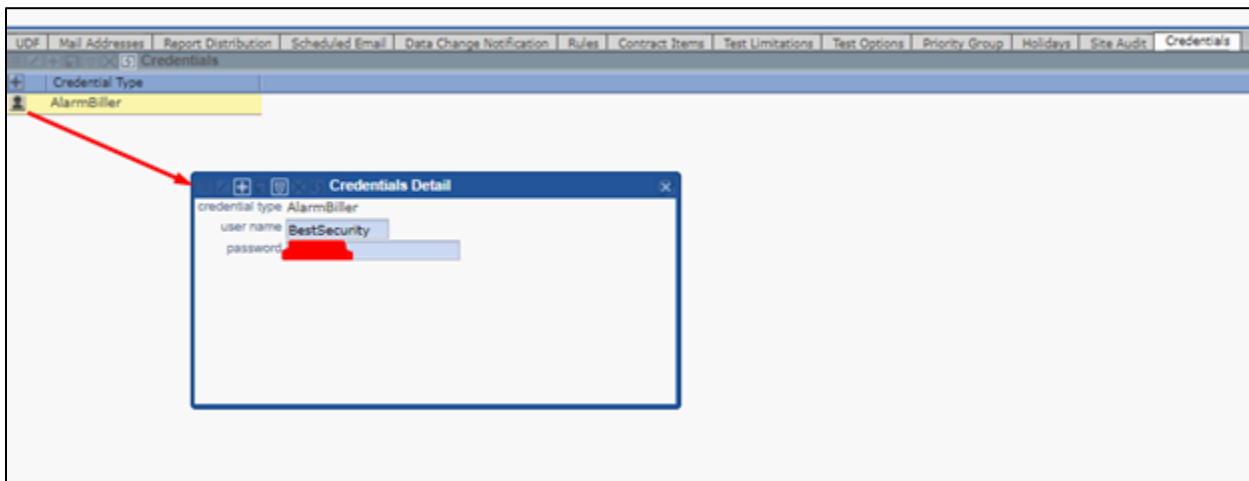 UDF Mail Addresses Report Distribution Scheduled Email Data Change Notification Rules Contract Items Test Limitations Test Options Priority Group Holidays Site Audit Credentials
Credentials
Credential Type
AlarmBiller
Credentials Detail
credential type AlarmBiller
user name BestSecurity
password